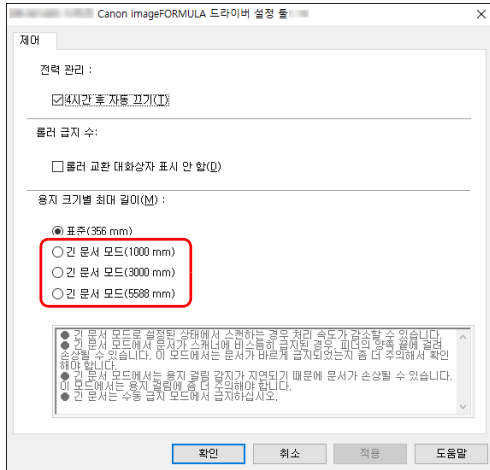 Canon imageFORMULA 드라이버 설정 툴
제어
전력 관리 :
4시간 후 자동 끄기(T)
롤러 급지 수:
롤러 교환 대화상자 표시 안 함(D)
용지 크기별 최대 길이(M) :
표준(356 mm)
긴 문서 모드(1000 mm)
긴 문서 모드(3000 mm)
긴 문서 모드(5588 mm)
● 긴 문서 모드로 설정된 상태에서 스캔하는 경우 처리 속도가 감소할 수 있습니다.
● 긴 문서 모드에서 문서가 스캐너에 비스듬히 급지된 경우, 피더의 양쪽 끝에 걸려
손상될 수 있습니다. 이 모드에서는 문서가 바르게 급지되었는지 좀 더 주의해서 확인
해야 합니다.
● 긴 문서 모드에서는 용지 걸림 감지가 지연되기 때문에 문서가 손상될 수 있습니다.
이 모드에서는 용지 걸림에 좀 더 주의해야 합니다.
● 긴 문서는 수동 급지 모드에서 급지하십시오.
확인
취소
적용
도움말